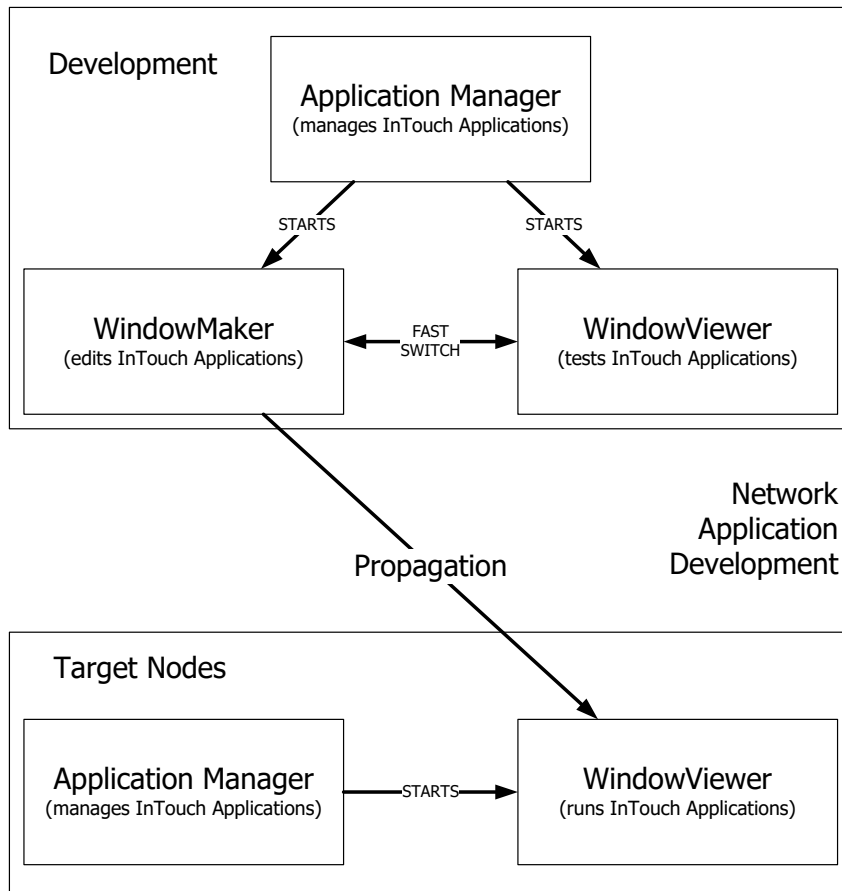 Development
Application Manager
(manages InTouch Applications)
STARTS
STARTS
WindowMaker
(edits InTouch Applications)
FAST
SWITCH
WindowViewer
(tests InTouch Applications)
Network
Application
Development
Propagation
Target Nodes
Application Manager
(manages InTouch Applications)
STARTS
WindowViewer
(runs InTouch Applications)